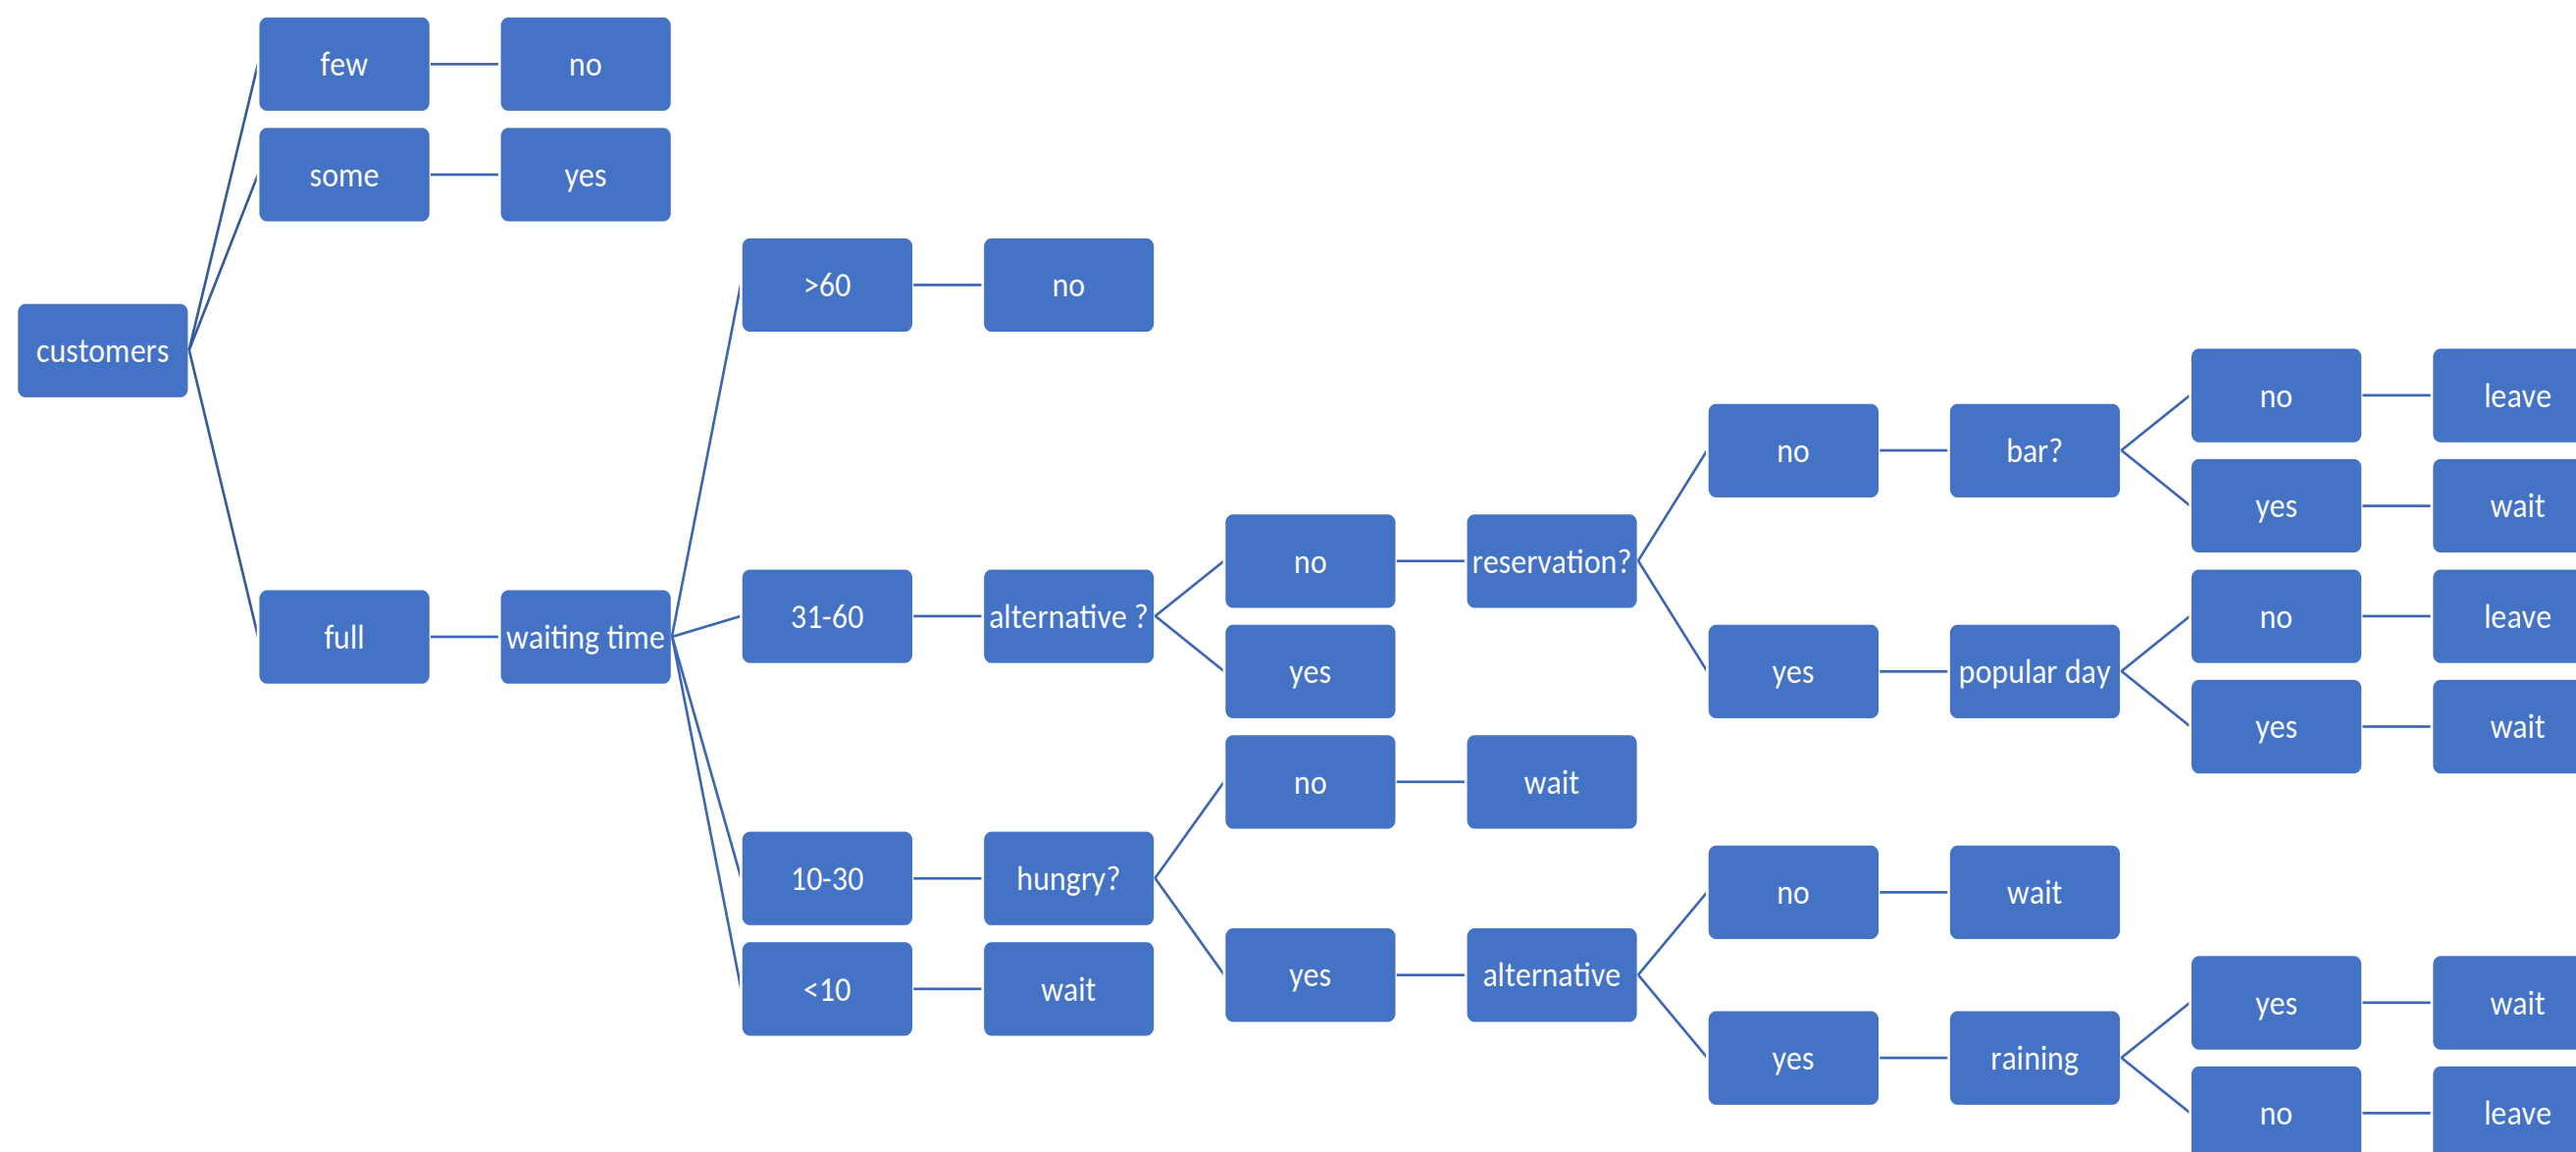 few
no
some
yes
>60
no
customers
no
leave
no
bar?
yes
wait
no
reservation?
31-60
alternative ?
no
leave
full
waiting time
yes
yes
popular day
yes
wait
no
wait
10-30
hungry?
no
wait
yes
alternative
<10
wait
yes
wait
yes
raining
no
leave